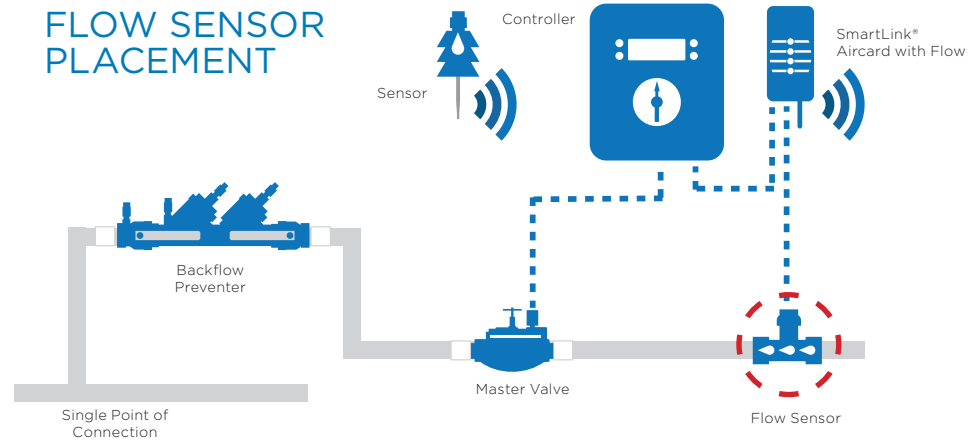 FLOW SENSOR
PLACEMENT
Sensor
Controller
SmartLink®
Aircard with Flow
Backflow
Preventer
Master Valve
Flow Sensor
Single Point of
Connection